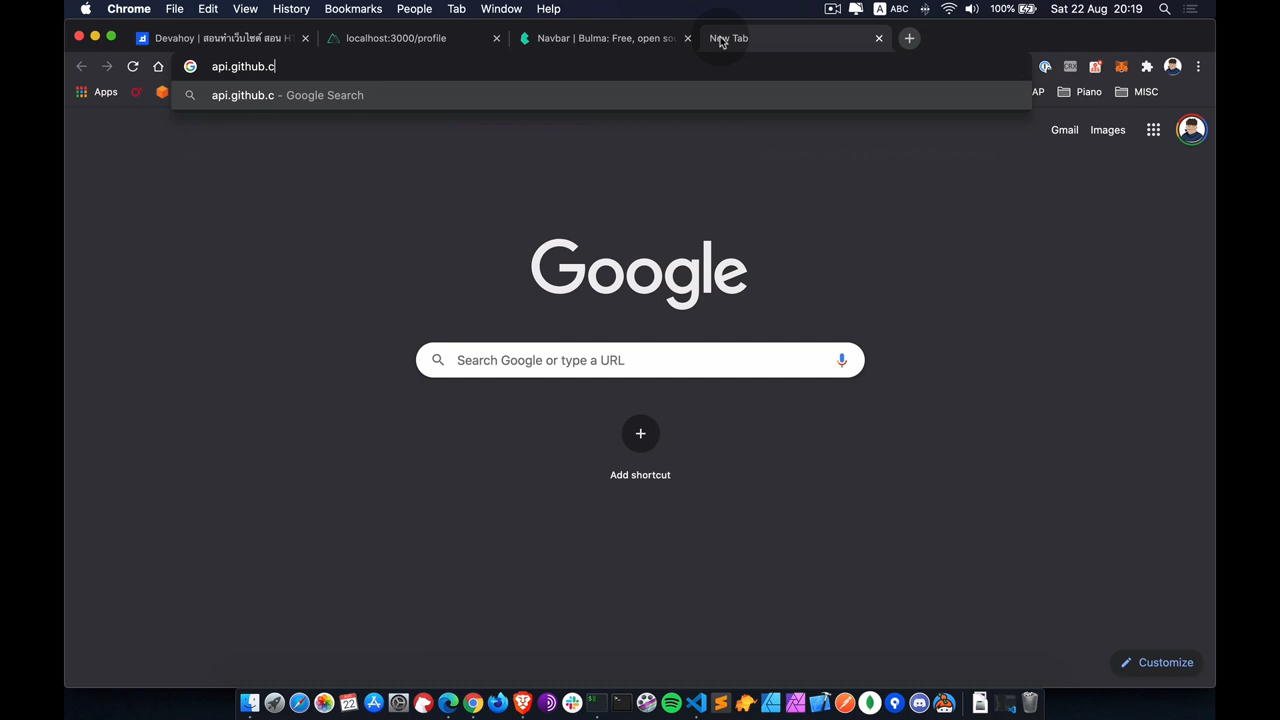 Chrome File Edit View History Bookmarks People Tab Window Help A ABC 100% Sat 22 Aug 20:19
Devahoy | สอนทำเว็บไซต์ สอน HT localhost:3000/profile Navbar | Bulma: Free, open sou New Tab
api.github.c
CRX
api.github.c - Google Search
Apps AP Piano MISC
Gmail Images
Google
Search Google or type a URL
Add shortcut
Customize